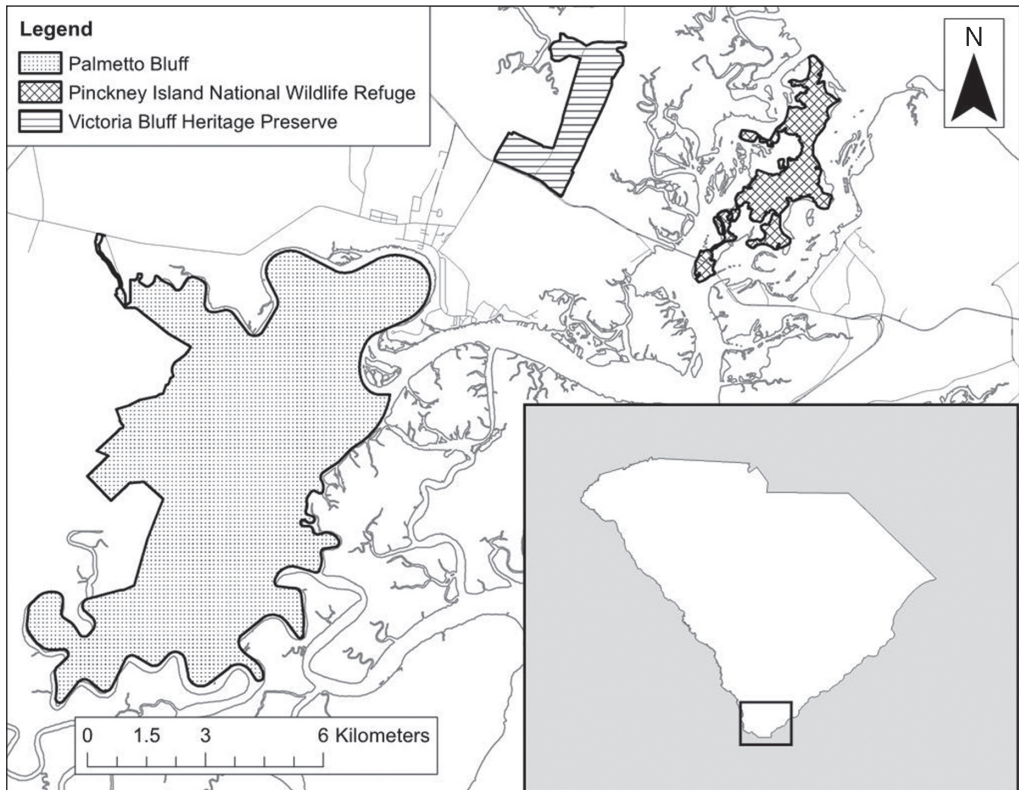 Legend
Palmetto Bluff
Pinckney Island National Wildlife Refuge
Victoria Bluff Heritage Preserve
N
0 1.5 3 6 Kilometers